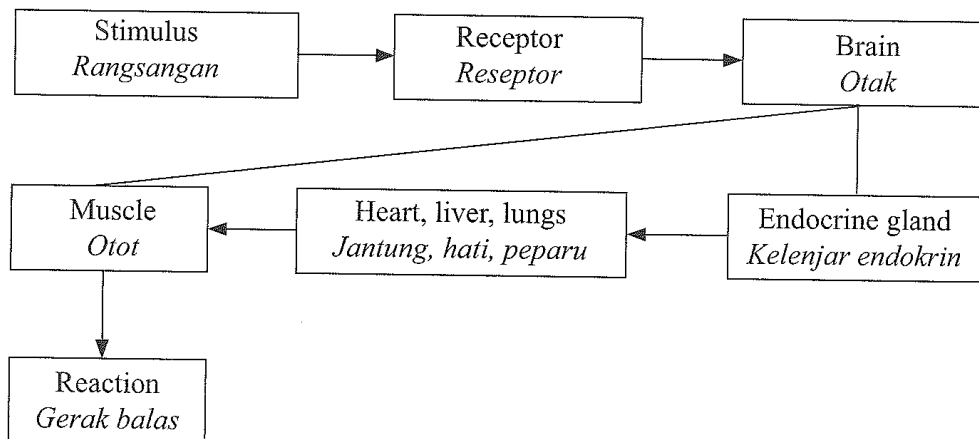 Stimulus
Rangsangan
Receptor
Reseptor
Brain
Otak
Muscle
Otot
Heart, liver, lungs
Jantung, hati, peparu
Endocrine gland
Kelenjar endokrin
Reaction
Gerak balas